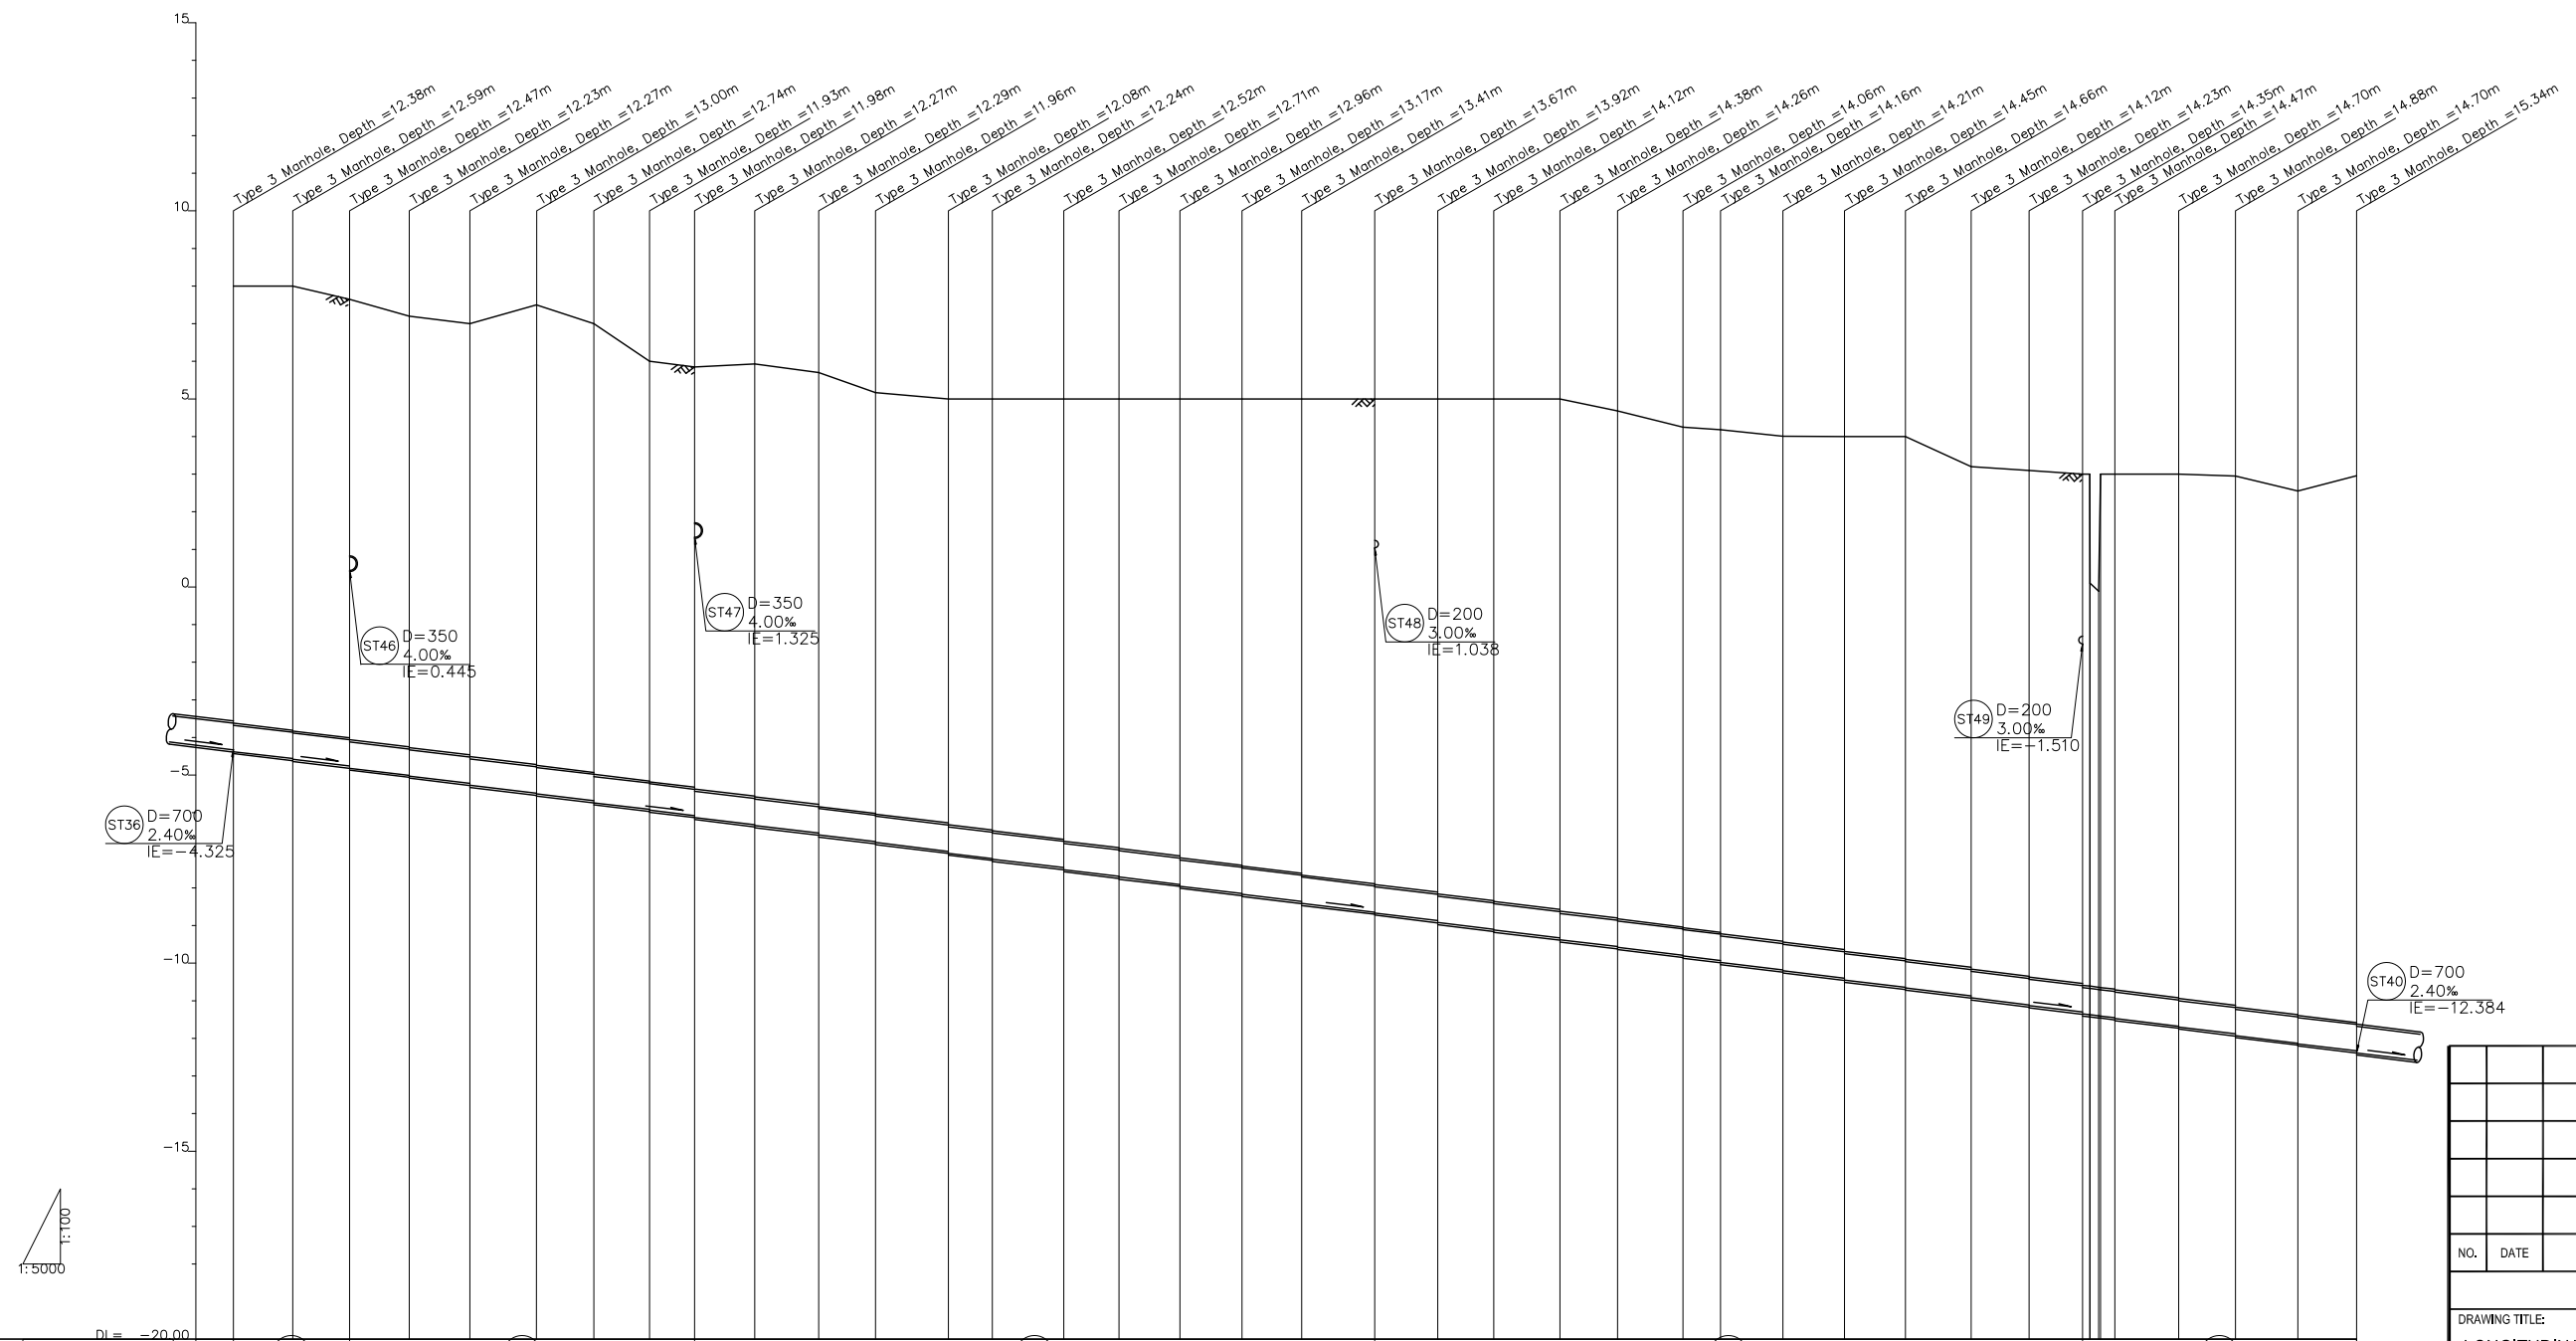 15
10
5
0
−5
−10
−15
DL= −20.00
Type 3 Manhole, Depth =12.38m
Type 3 Manhole, Depth =12.59m
Type 3 Manhole, Depth =12.47m
Type 3 Manhole, Depth =12.23m
Type 3 Manhole, Depth =12.27m
Type 3 Manhole, Depth =13.00m
Type 3 Manhole, Depth =12.74m
Type 3 Manhole, Depth =11.93m
Type 3 Manhole, Depth =11.98m
Type 3 Manhole, Depth =12.27m
Type 3 Manhole, Depth =12.29m
Type 3 Manhole, Depth =11.96m
Type 3 Manhole, Depth =12.08m
Type 3 Manhole, Depth =12.24m
Type 3 Manhole, Depth =12.52m
Type 3 Manhole, Depth =12.71m
Type 3 Manhole, Depth =12.96m
Type 3 Manhole, Depth =13.17m
Type 3 Manhole, Depth =13.41m
Type 3 Manhole, Depth =13.67m
Type 3 Manhole, Depth =13.92m
Type 3 Manhole, Depth =14.12m
Type 3 Manhole, Depth =14.38m
Type 3 Manhole, Depth =14.26m
Type 3 Manhole, Depth =14.06m
Type 3 Manhole, Depth =14.16m
Type 3 Manhole, Depth =14.21m
Type 3 Manhole, Depth =14.45m
Type 3 Manhole, Depth =14.66m
Type 3 Manhole, Depth =14.12m
Type 3 Manhole, Depth =14.23m
Type 3 Manhole, Depth =14.35m
Type 3 Manhole, Depth =14.47m
Type 3 Manhole, Depth =14.70m
Type 3 Manhole, Depth =14.88m
Type 3 Manhole, Depth =14.70m
Type 3 Manhole, Depth =15.34m
ST46
D=350
4.00‰
IE=0.445
ST47
D=350
4.00‰
IE=1.325
ST48
D=200
3.00‰
IE=1.038
ST49
D=200
3.00‰
IE=−1.510
ST36
D=700
2.40‰
IE=−4.325
ST40
D=700
2.40‰
IE=−12.384
1:100
1:5000
NO. DATE
DRAWING TITLE: